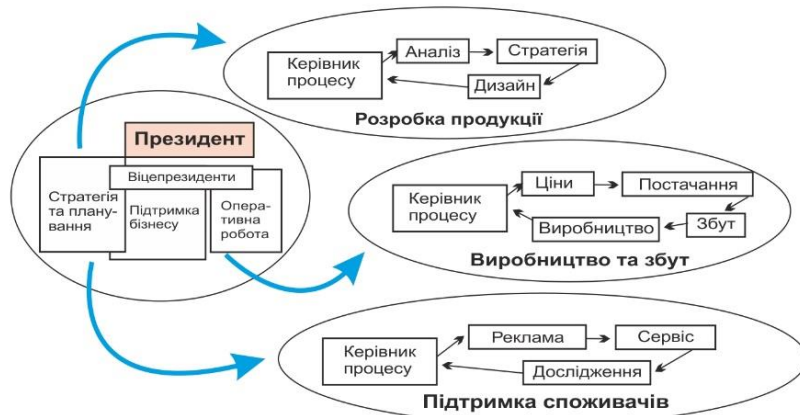 Керівник
процесу
Аналіз
Стратегія
Дизайн
Розробка продукції
Президент
Віцепрезиденти
Стратегія
та плану-
вання
Підтримка
бізнесу
Опера-
тивна
робота
Керівник
процесу
Ціни
Постачання
Збут
Виробництво
Виробництво та збут
Керівник
процесу
Реклама
Сервіс
Дослідження
Підтримка споживачів